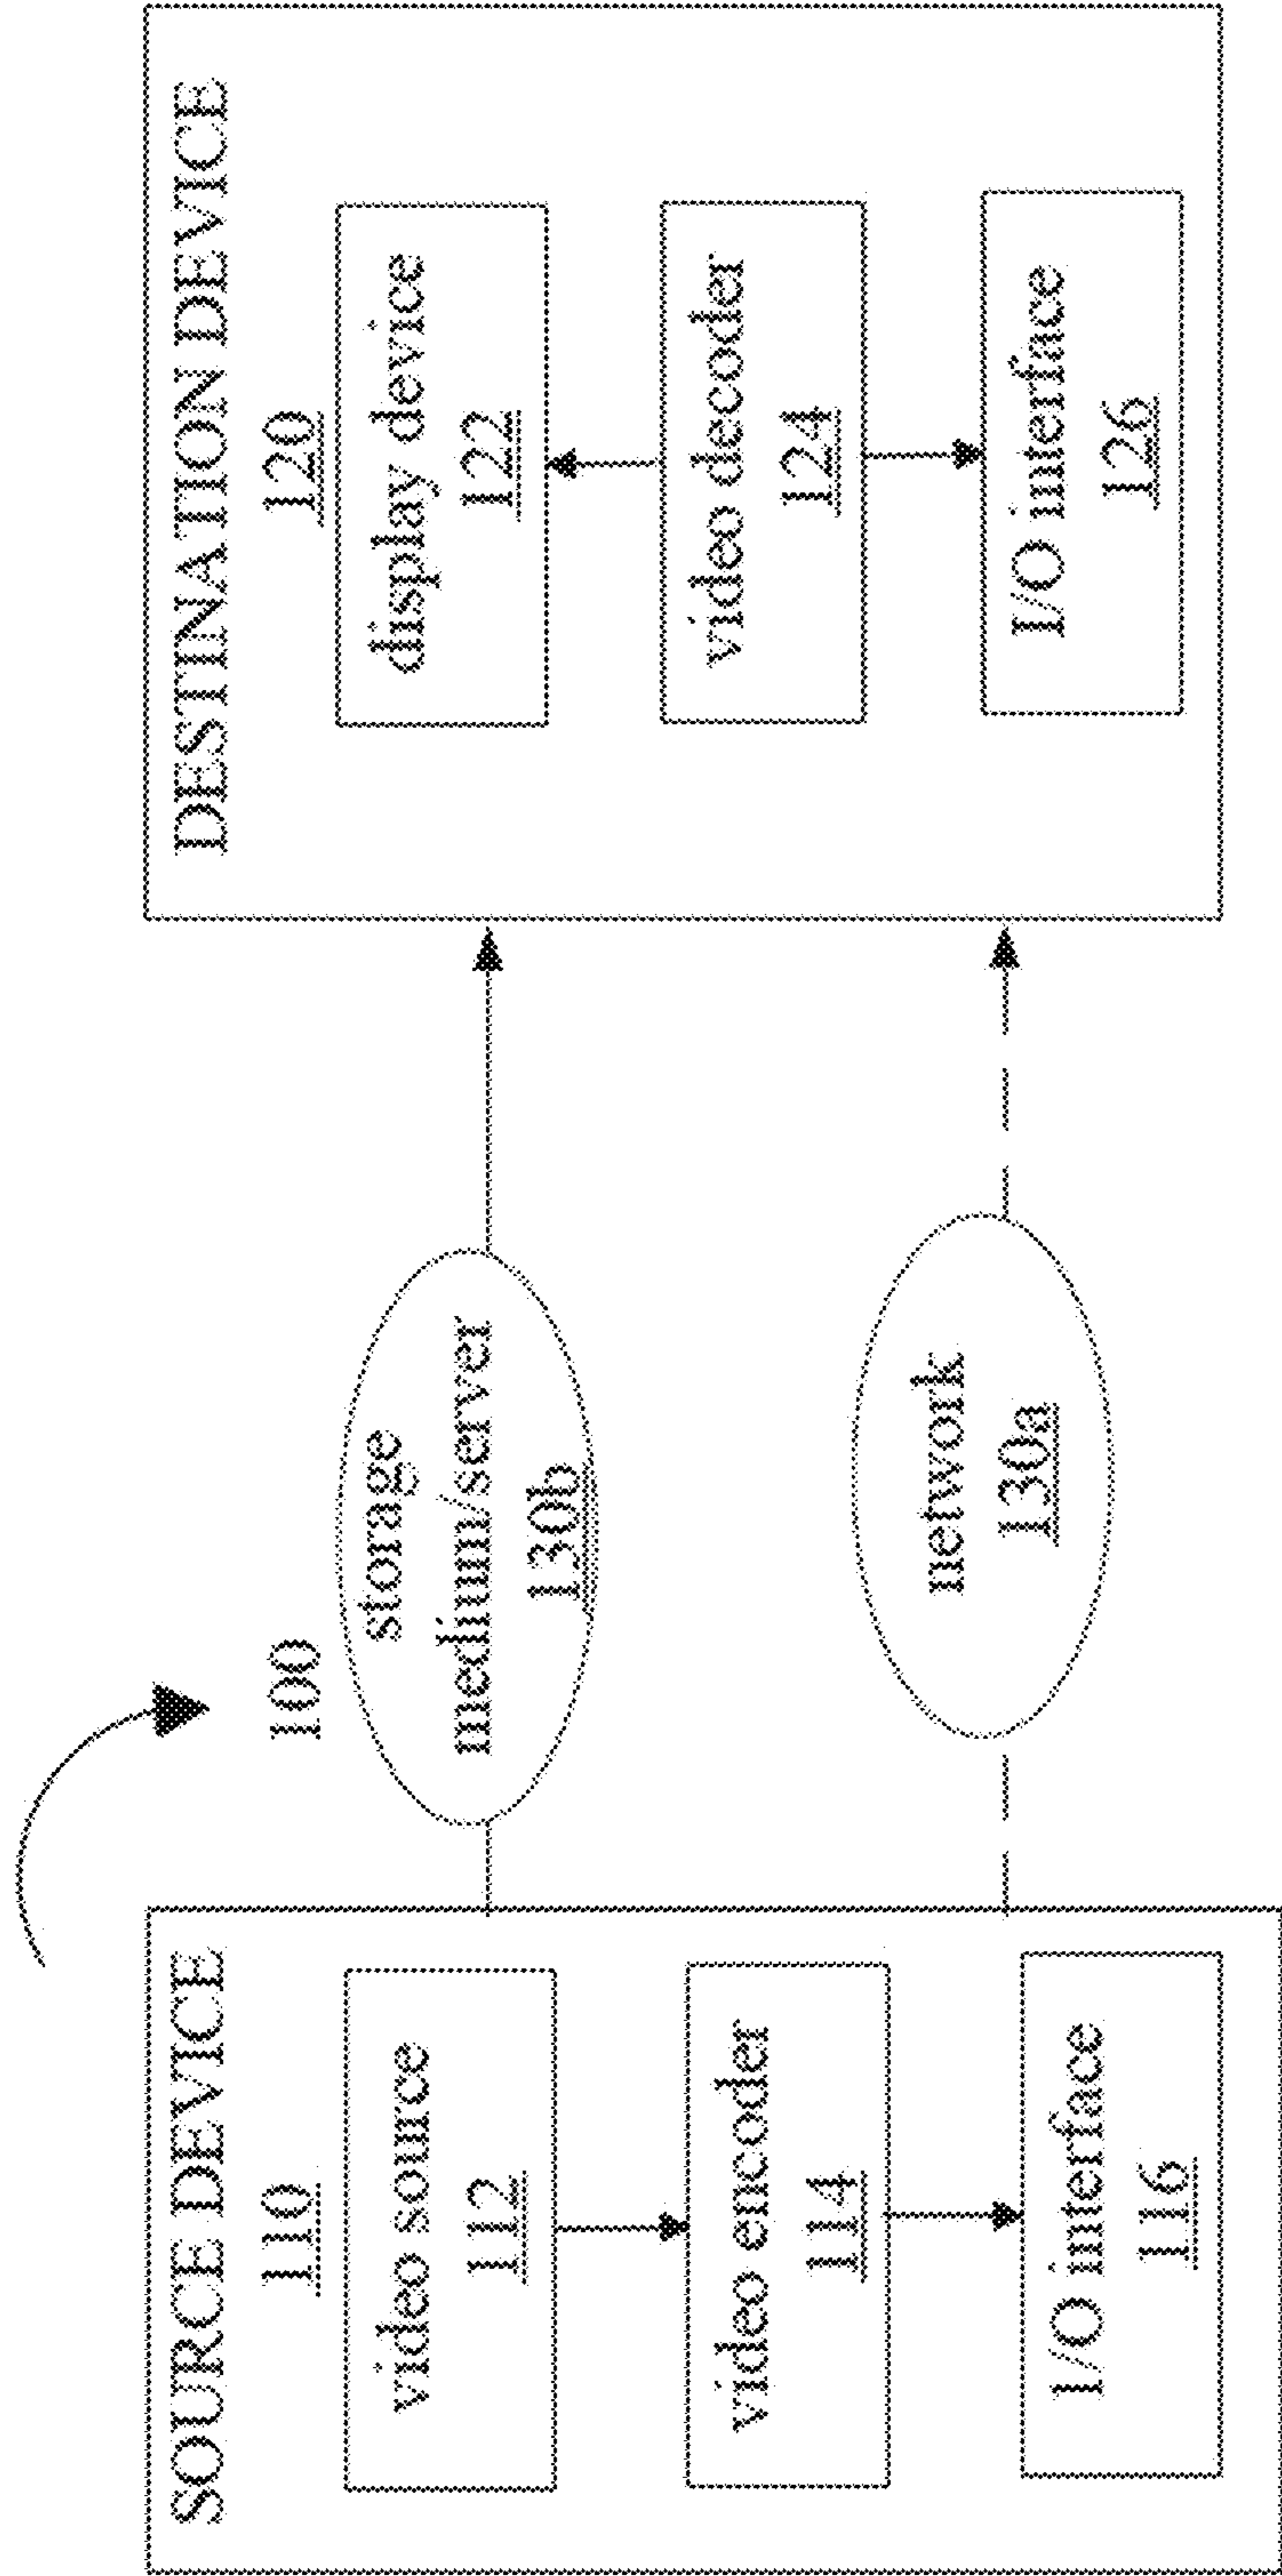 100
SOURCE DEVICE
110
video source
112
video encoder
114
I/O interface
116
storage
medium/server
130b
network
130a
DESTINATION DEVICE
120
display device
122
video decoder
124
I/O interface
126